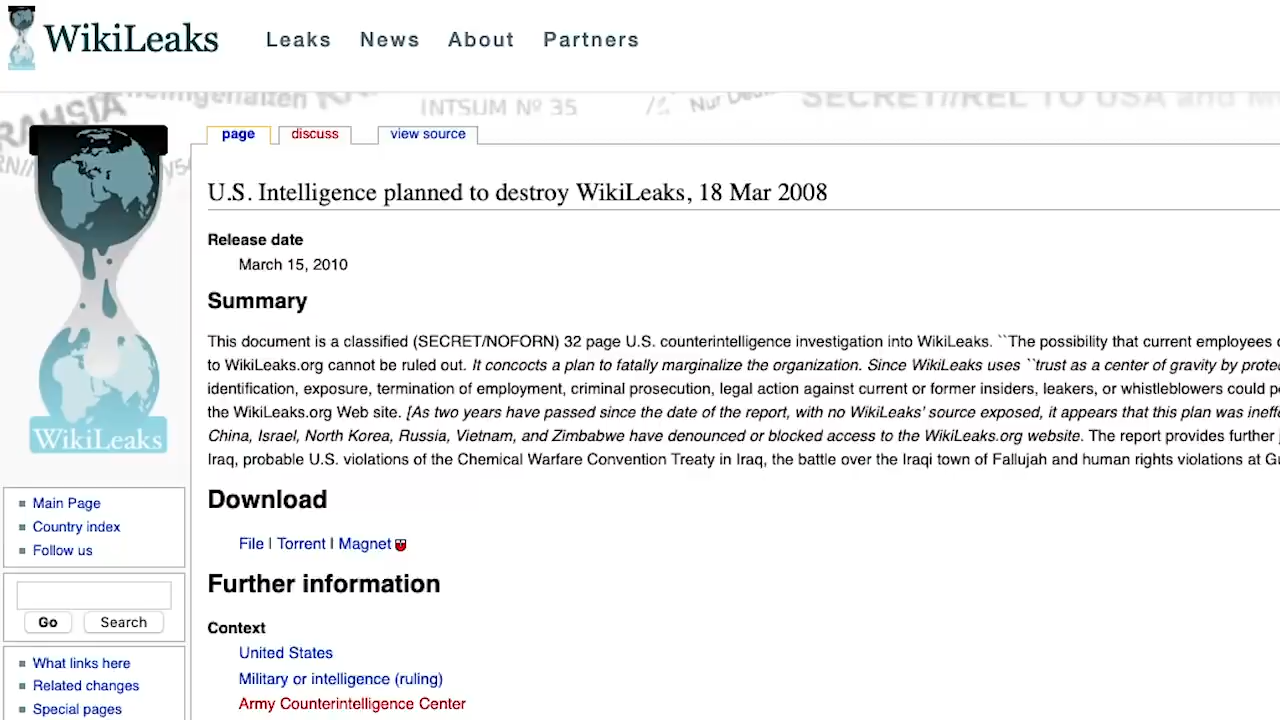 WikiLeaks
Leaks News About Partners
INTSUM Nº 35
SECRET//REL TO USA and
page discuss view source
U.S. Intelligence planned to destroy WikiLeaks, 18 Mar 2008
Release date
March 15, 2010
Summary
This document is a classified (SECRET/NOFORN) 32 page U.S. counterintelligence investigation into WikiLeaks. ``The possibility that current employees
to WikiLeaks.org cannot be ruled out. It concocts a plan to fatally marginalize the organization. Since WikiLeaks uses ``trust as a center of gravity by
identification, exposure, termination of employment, criminal prosecution, legal action against current or former insiders, leakers, or whistleblowers could
the WikiLeaks.org Web site. [As two years have passed since the date of the report, with no WikiLeaks' source exposed, it appears that this plan was
China, Israel, North Korea, Russia, Vietnam, and Zimbabwe have denounced or blocked access to the WikiLeaks.org website. The report provides further
Iraq, probable U.S. violations of the Chemical Warfare Convention Treaty in Iraq, the battle over the Iraqi town of Fallujah and human rights violations at
Download
File | Torrent | Magnet
Further information
Context
United States
Military or intelligence (ruling)
Army Counterintelligence Center
WikiLeaks
Main Page
Country index
Follow us
Go Search
What links here
Related changes
Special pages